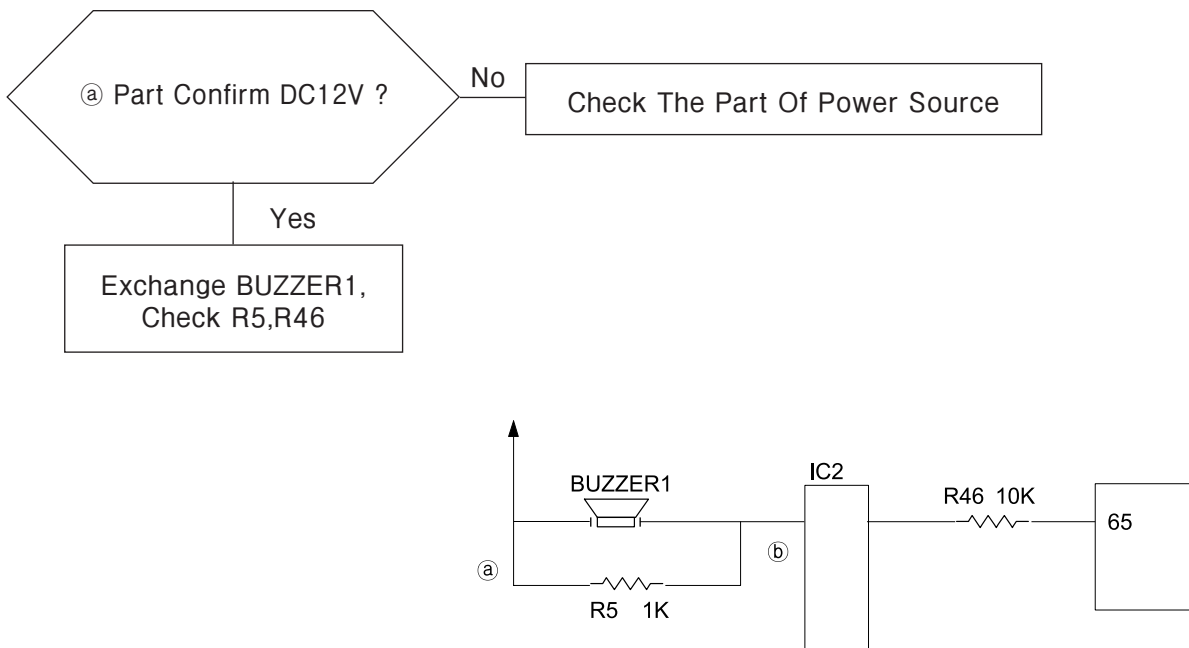 ⓐ Part Confirm DC12V ?
No
Check The Part Of Power Source
Yes
Exchange BUZZER1,
Check R5,R46
IC2
BUZZER1
R46 10K
65
ⓐ
ⓑ
R5 1K